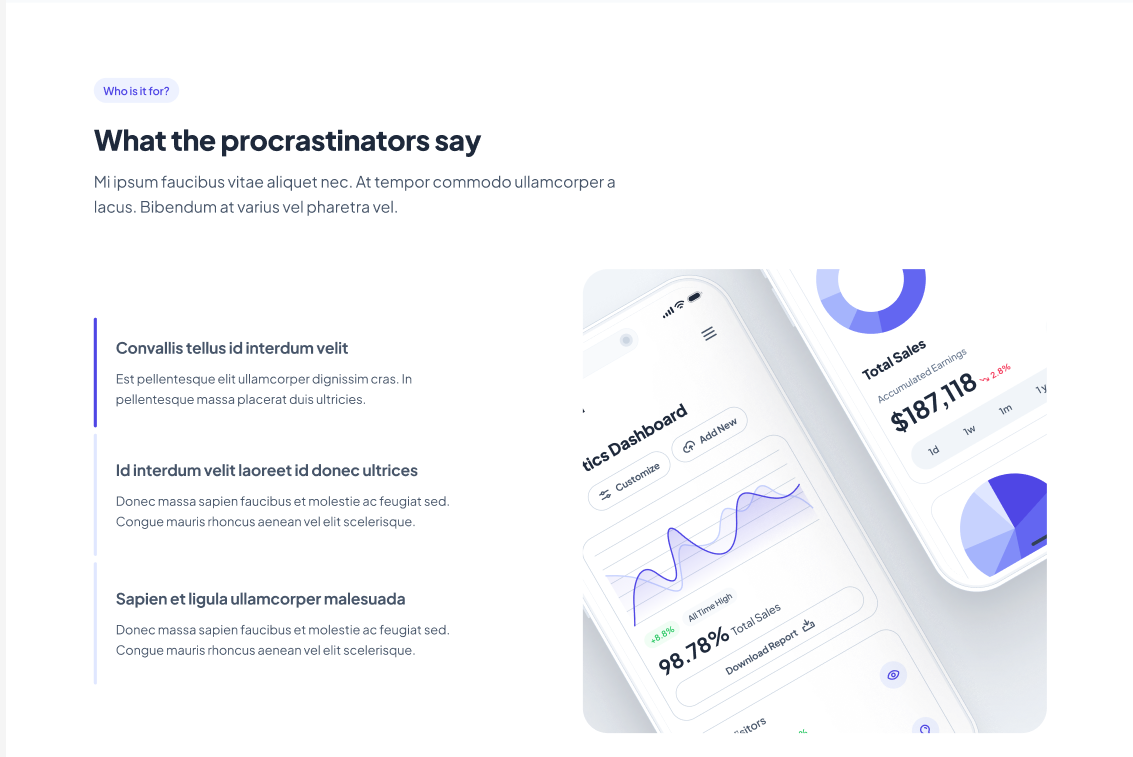 Who is it for?
What the procrastinators say
Mi ipsum faucibus vitae aliquet nec. At tempor commodo ullamcorper a
lacus. Bibendum at varius vel pharetra vel.
Convallis tellus id interdum velit
Est pellentesque elit ullamcorper dignissim cras. In
pellentesque massa placerat duis ultricies.
Id interdum velit laoreet id donec ultrices
Donec massa sapien faucibus et molestie ac feugiat sed.
Congue mauris rhoncus aenean vel elit scelerisque.
Sapien et ligula ullamcorper malesuada
Donec massa sapien faucibus et molestie ac feugiat sed.
Congue mauris rhoncus aenean vel elit scelerisque.
tics Dashboard
Customize
Add New
+8.8%
All Time High
98.78% Total Sales
Download Report
Total Sales
Accumulated Earnings
$187,118 2.8%
1d 1w 1m 1y